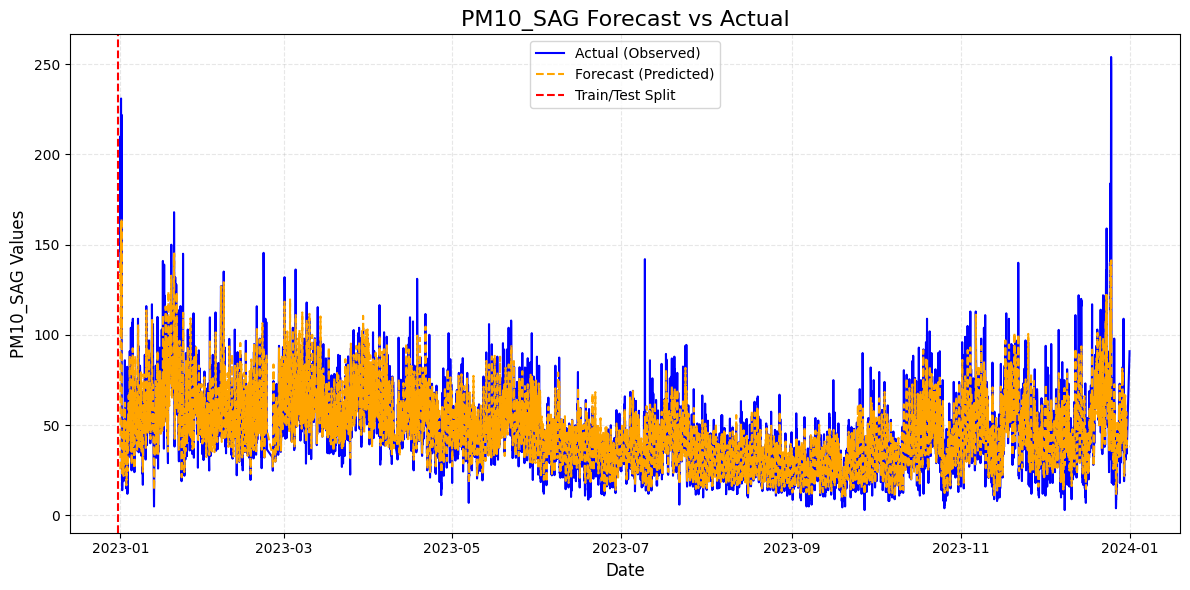 PM10_SAG Forecast vs Actual
Actual (Observed)
Forecast (Predicted)
Train/Test Split
PM10_SAG Values
250
200
150
100
50
0
2023-01
2023-03
2023-05
2023-07
2023-09
2023-11
2024-01
Date